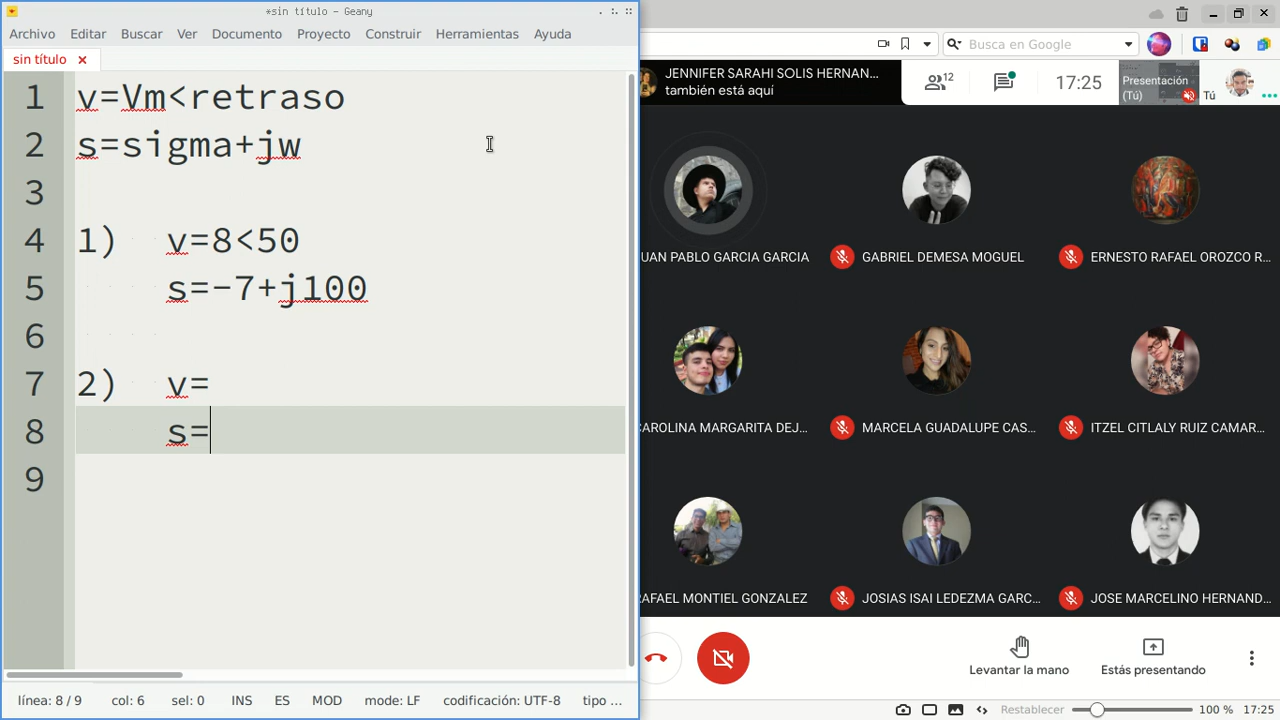 *sin título - Geany
Archivo Editar Buscar Ver Documento Proyecto Construir Herramientas Ayuda
sin título
1 v=Vm<retraso
2 s=sigma+jw
3
4 1) v=8<50
5 s=-7+j100
6
7 2) v=
8 s=
9
línea: 8 / 9 col: 6 sel: 0 INS ES MOD mode: LF codificación: UTF-8 tipo ...
Busca en Google
JENNIFER SARAHI SOLIS HERNAN...
también está aquí
12
17:25
Presentación
(Tú)
Tú
UAN PABLO GARCIA GARCIA
GABRIEL DEMESA MOGUEL
ERNESTO RAFAEL OROZCO R...
CAROLINA MARGARITA DEJ...
MARCELA GUADALUPE CAS...
ITZEL CITLALY RUIZ CAMAR...
RAFAEL MONTIEL GONZALEZ
JOSIAS ISAI LEDEZMA GARC...
JOSE MARCELINO HERNAND...
Levantar la mano
Estás presentando
Restablecer
100 %
17:25